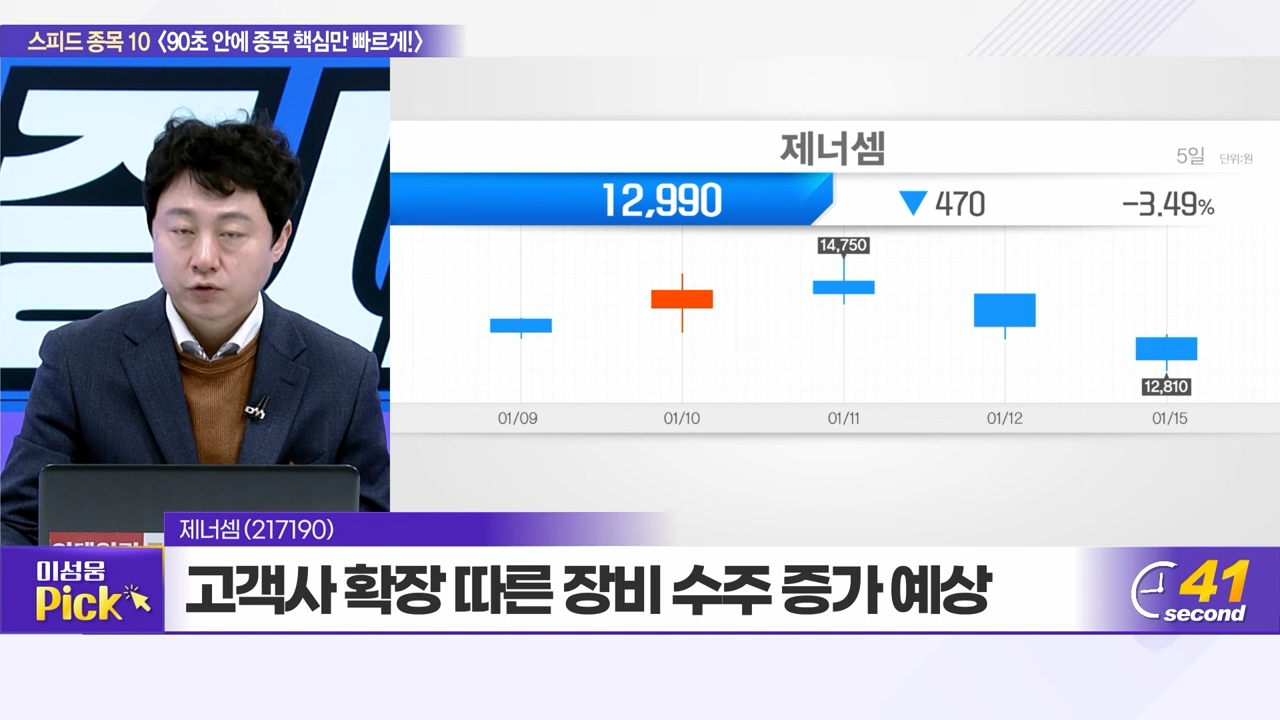 스피드 종목 10 〈90초 안에 종목 핵심만 빠르게!〉
제너셈
5일 단위:원
12,990 ▼ 470 -3.49%
14,750
12,810
01/09 01/10 01/11 01/12 01/15
제너셈(217190)
이성웅
Pick
고객사 확장 따른 장비 수주 증가 예상
41
second